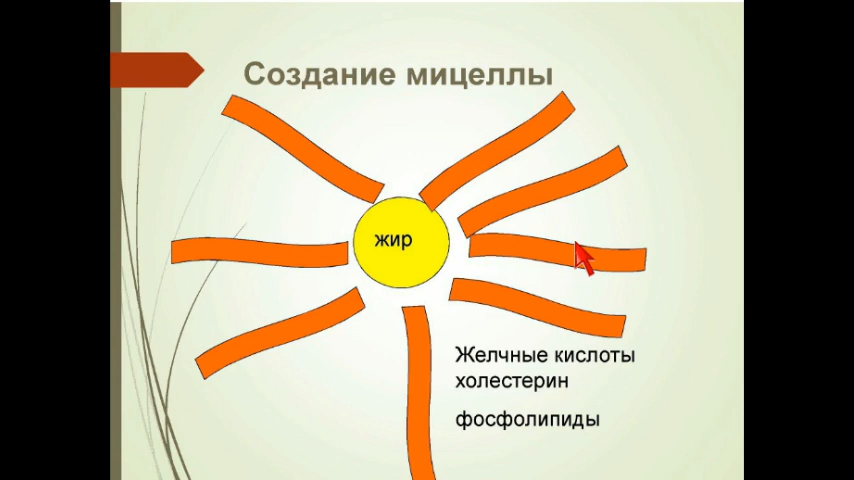 Создание мицеллы
жир
Желчные кислоты
холестерин
фосфолипиды